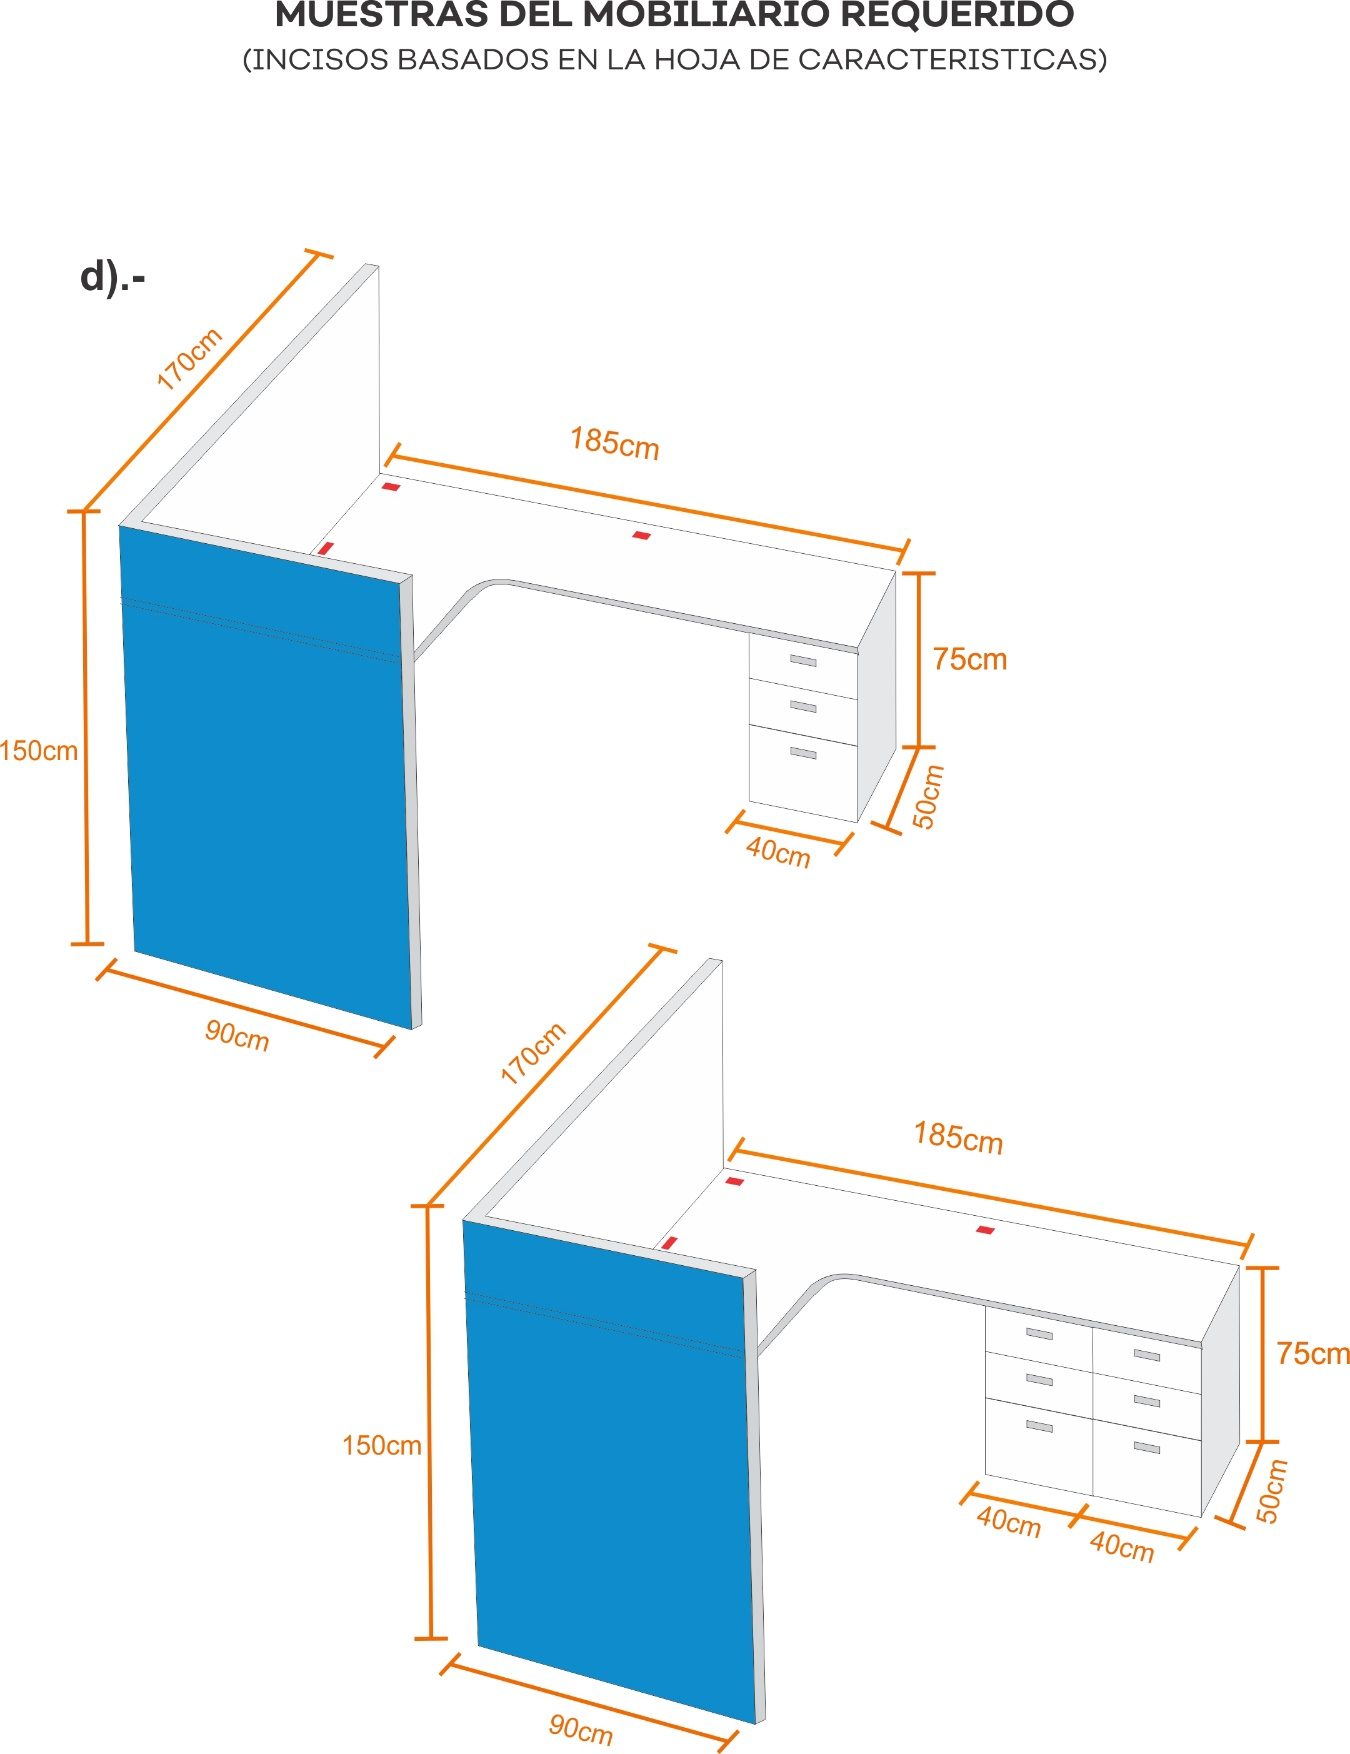 MUESTRAS DEL MOBILIARIO REQUERIDO
(INCISOS BASADOS EN LA HOJA DE CARACTERISTICAS)
d).-
170cm
185cm
75cm
150cm
50cm
40cm
90cm
170cm
185cm
75cm
150cm
50cm
40cm
40cm
90cm